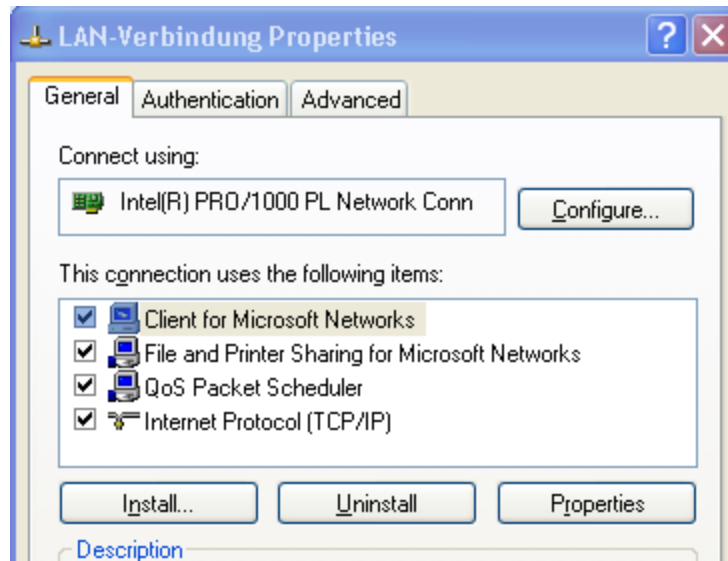 LAN-Verbindung Properties
General Authentication Advanced
Connect using:
Intel(R) PRO/1000 PL Network Conn Configure...
This connection uses the following items:
Client for Microsoft Networks
File and Printer Sharing for Microsoft Networks
QoS Packet Scheduler
Internet Protocol (TCP/IP)
Install... Uninstall Properties
Description